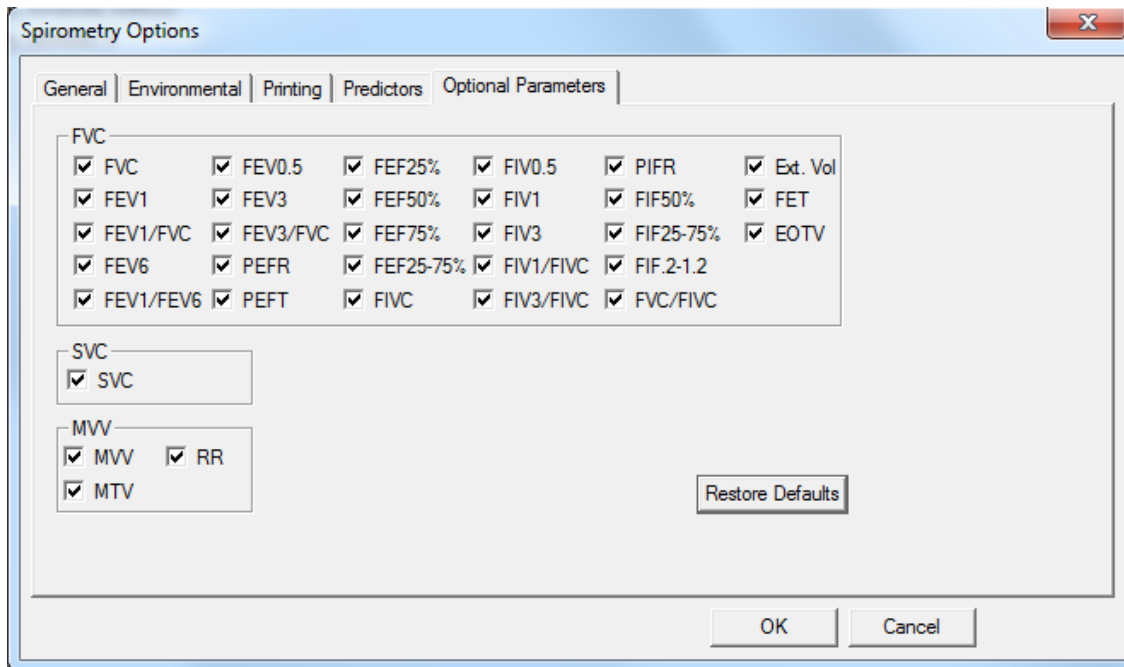 Spirometry Options
General Environmental Printing Predictors Optional Parameters
FVC
FVC FEV0.5 FEF25% FIV0.5 PIFR Ext. Vol
FEV1 FEV3 FEF50% FIV1 FIF50% FET
FEV1/FVC FEV3/FVC FEF75% FIV3 FIF25-75% EOTV
FEV6 PEFR FEF25-75% FIV1/FIVC FIF.2-1.2
FEV1/FEV6 PEFT FIVC FIV3/FIVC FVC/FIVC
SVC
SVC
MVV
MVV RR
MTV
Restore Defaults
OK Cancel